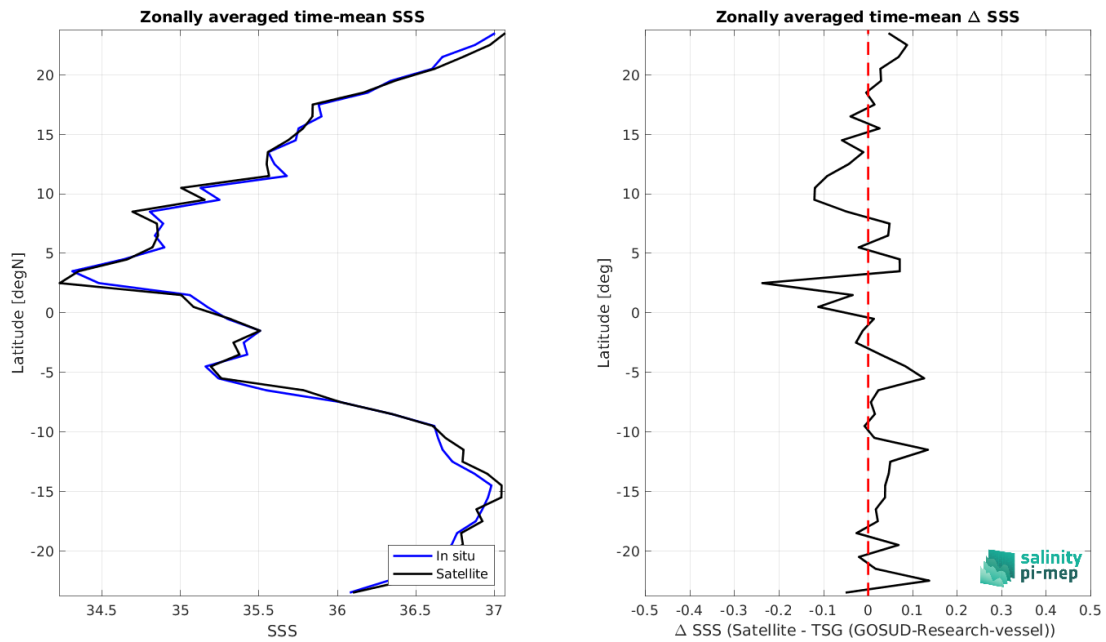 Zonally averaged time-mean SSS
20
15
10
5
0
-5
-10
-15
-20
Latitude [degN]
34.5 35 35.5 36 36.5 37
SSS
In situ
Satellite
Zonally averaged time-mean Δ SSS
20
15
10
5
0
-5
-10
-15
-20
Latitude [deg]
-0.5 -0.4 -0.3 -0.2 -0.1 0 0.1 0.2 0.3 0.4 0.5
Δ SSS (Satellite - TSG (GOSUD-Research-vessel))
salinity
pi-mep